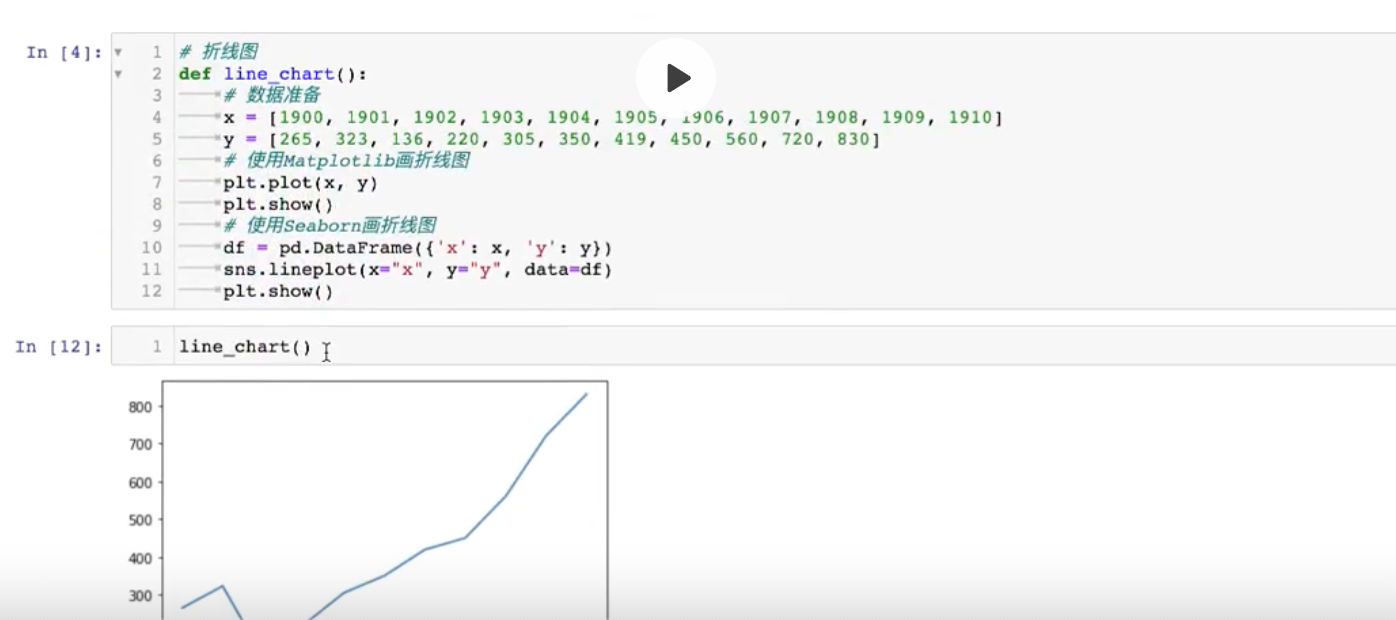 In [4]:
1 # 折线图
2 def line_chart():
3 # 数据准备
4 x = [1900, 1901, 1902, 1903, 1904, 1905, 1906, 1907, 1908, 1909, 1910]
5 y = [265, 323, 136, 220, 305, 350, 419, 450, 560, 720, 830]
6 # 使用Matplotlib画折线图
7 plt.plot(x, y)
8 plt.show()
9 # 使用Seaborn画折线图
10 df = pd.DataFrame({'x': x, 'y': y})
11 sns.lineplot(x="x", y="y", data=df)
12 plt.show()
In [12]:
1 line_chart()
800
700
600
500
400
300